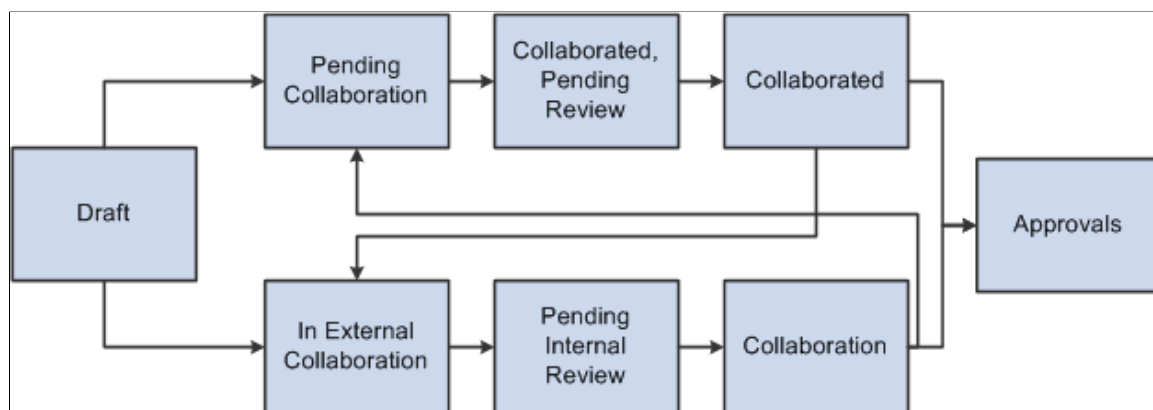 Pending
Collaboration
Collaborated,
Pending
Review
Collaborated
Draft
Approvals
In External
Collaboration
Pending
Internal
Review
Collaboration